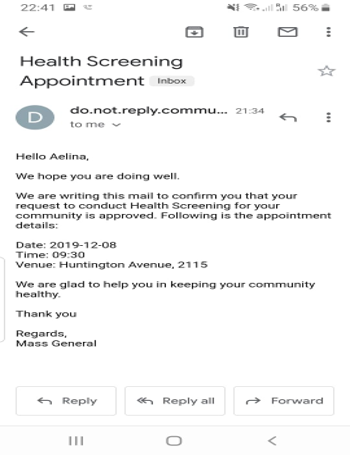 22:41 56%
Health Screening
Appointment Inbox
D
do.not.reply.commu... 21:34
to me
Hello Aelina,
We hope you are doing well.
We are writing this mail to confirm you that your
request to conduct Health Screening for your
community is approved. Following is the appointment
details:
Date: 2019-12-08
Time: 09:30
Venue: Huntington Avenue, 2115
We are glad to help you in keeping your community
healthy.
Thank you
Regards,
Mass General
Reply Reply all Forward